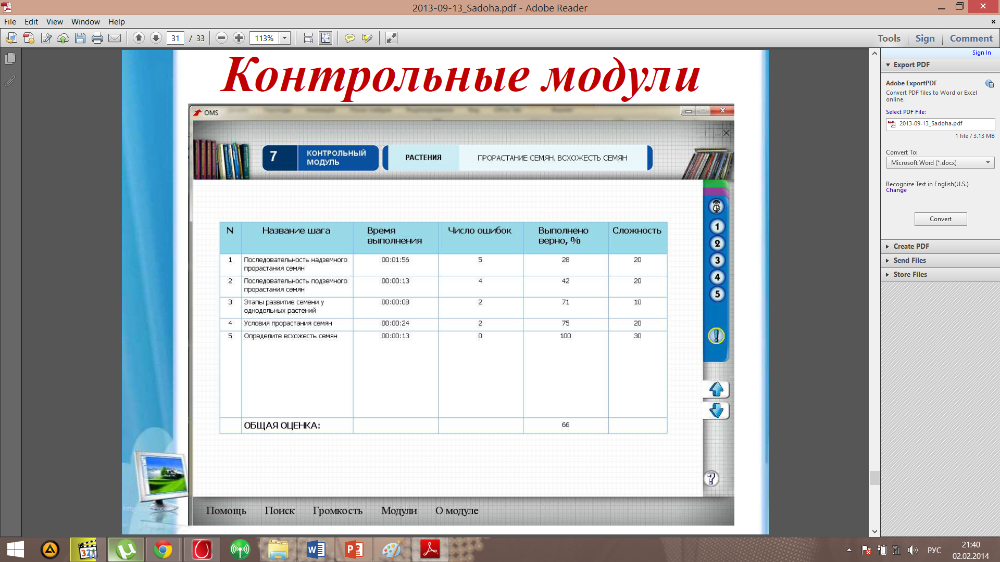 2013-09-13_Sadoha.pdf - Adobe Reader
File Edit View Window Help
31 / 33 113%
Tools Sign Comment
Sign In
Export PDF
Adobe ExportPDF
Convert PDF files to Word or Excel
online.
Select PDF File:
2013-09-13_Sadoha.pdf
1 file / 3.13 MB
Convert To:
Microsoft Word (*.docx)
Recognize Text in English(U.S.)
Change
Convert
Create PDF
Send Files
Store Files
Контрольные модули
OMS
7 КОНТРОЛЬНЫЙ
МОДУЛЬ
РАСТЕНИЯ ПРОРАСТАНИЕ СЕМЯН. ВСХОЖЕСТЬ СЕМЯН
N Название шага Время
выполнения Число ошибок Выполнено
верно, % Сложность
1 Последовательность надземного
прорастания семян 00:01:56 5 28 20
2 Последовательность подземного
прорастания семян 00:00:13 4 42 20
3 Этапы развитие семени у
однодольных растений 00:00:08 2 71 10
4 Условия прорастания семян 00:00:24 2 75 20
5 Определите всхожесть семян 00:00:13 0 100 30
ОБЩАЯ ОЦЕНКА: 66
1
2
3
4
5
Помощь Поиск Громкость Модули О модуле
321
РУС
21:40
02.02.2014